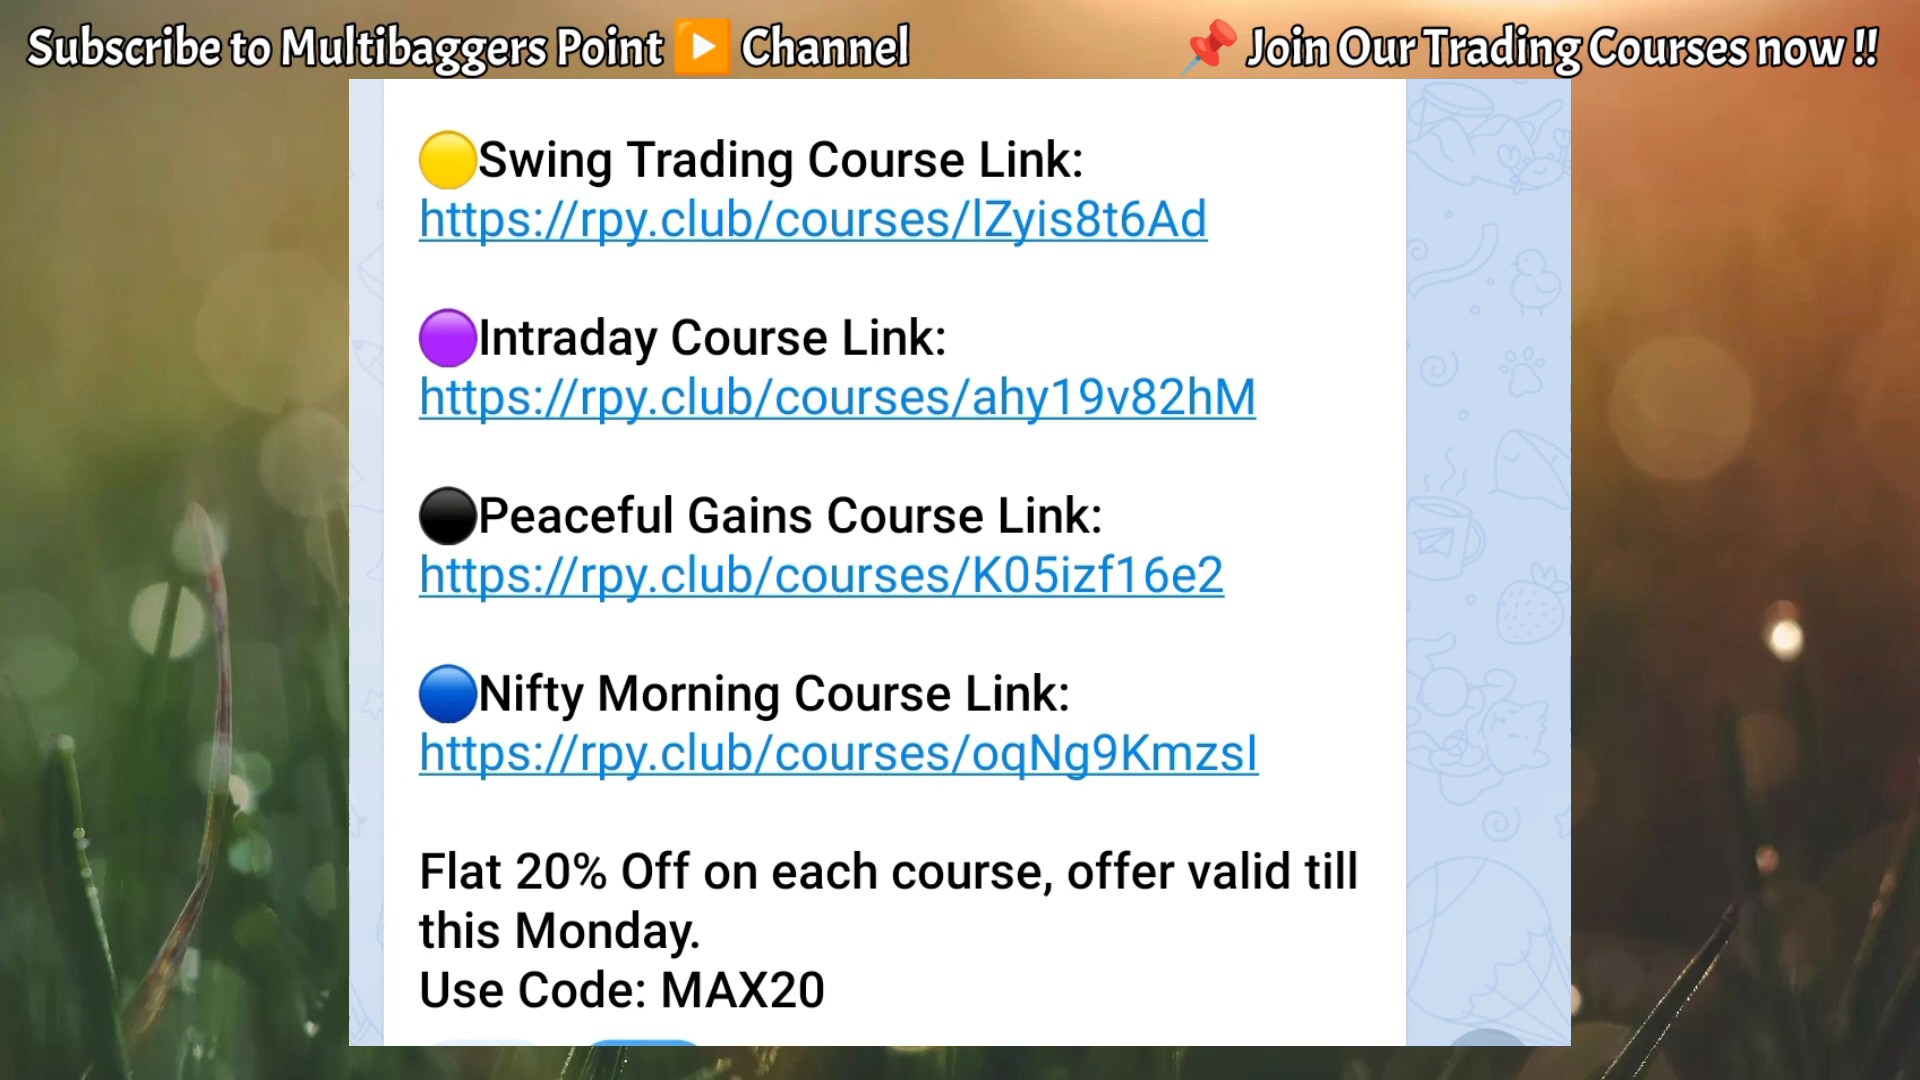 Subscribe to Multibaggers Point ▶️ Channel
📌 Join Our Trading Courses now !!
🟡Swing Trading Course Link:
https://rpy.club/courses/lZyis8t6Ad
🟣Intraday Course Link:
https://rpy.club/courses/ahy19v82hM
⚫Peaceful Gains Course Link:
https://rpy.club/courses/K05izf16e2
🔵Nifty Morning Course Link:
https://rpy.club/courses/oqNg9KmzsI
Flat 20% Off on each course, offer valid till
this Monday.
Use Code: MAX20